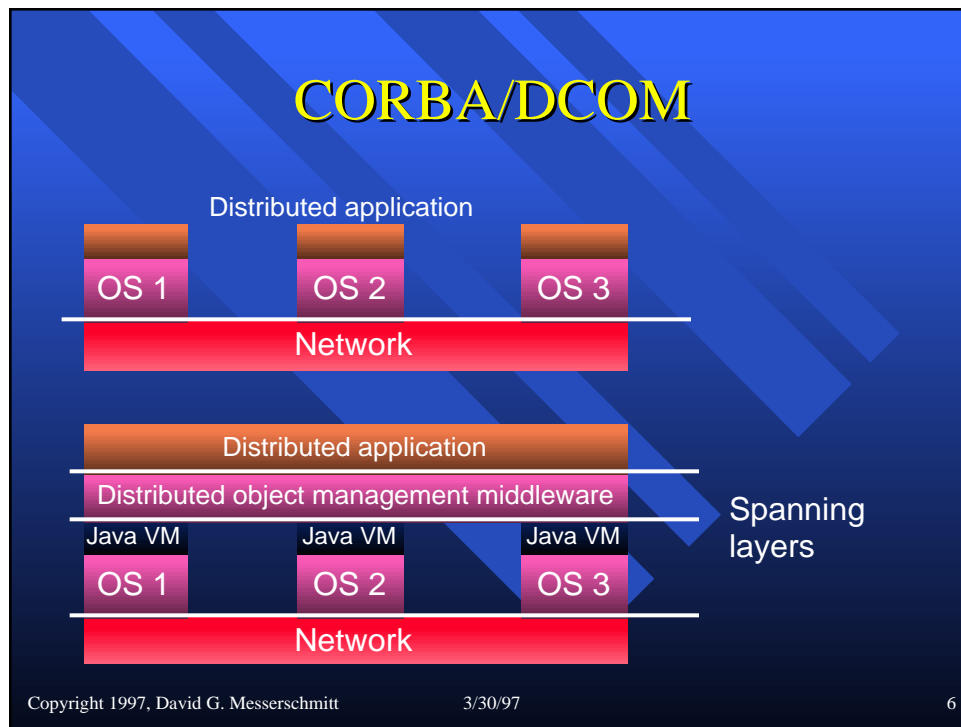 CORBA/DCOM
Distributed application
OS 1 OS 2 OS 3
Network
Distributed application
Distributed object management middleware
Java VM Java VM Java VM
OS 1 OS 2 OS 3
Network
Spanning
layers
Copyright 1997, David G. Messerschmitt 3/30/97 6